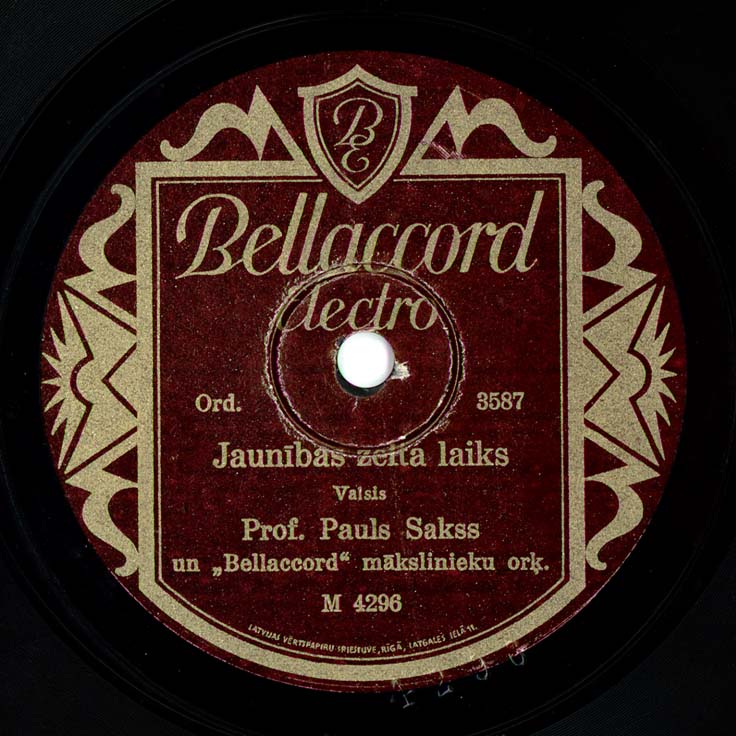 BE
Bellaccord
Electro
Ord. 3587
Jaunības zelta laiks
Valsis
Prof. Pauls Sakss
un „Bellaccord“ mākslinieku orķ.
M 4296
LATVIJAS VĒRTSPAPIRU SPIESTUVE, RĪGĀ, LATGALES IELĀ 11.